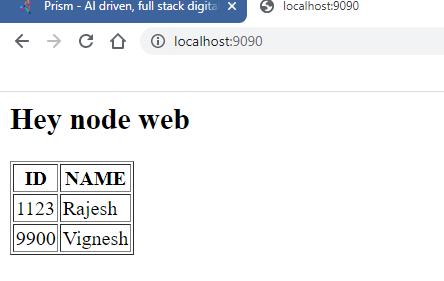 Prism - AI driven, full stack digita
localhost:9090
localhost:9090
Hey node web
ID NAME
1123 Rajesh
9900 Vignesh